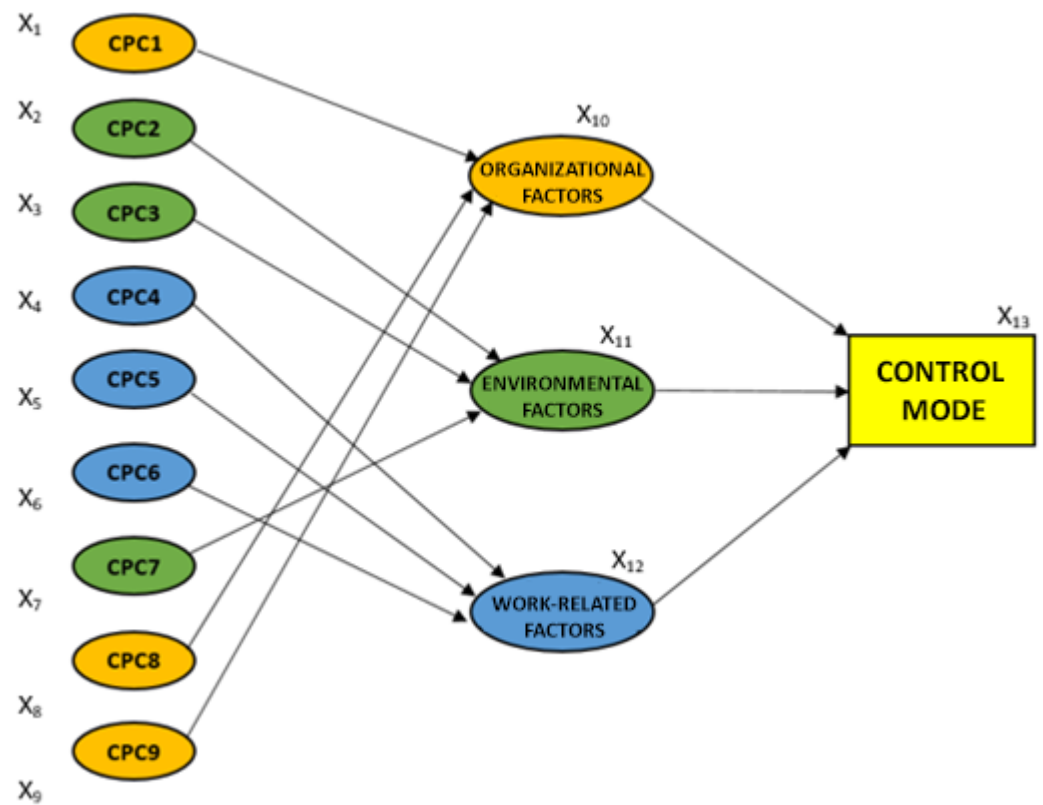 X₁
CPC1
X₂
CPC2
X₃
CPC3
X₄
CPC4
X₅
CPC5
X₆
CPC6
X₇
CPC7
X₈
CPC8
X₉
CPC9
X₁₀
ORGANIZATIONAL
FACTORS
X₁₁
ENVIRONMENTAL
FACTORS
X₁₂
WORK-RELATED
FACTORS
X₁₃
CONTROL
MODE